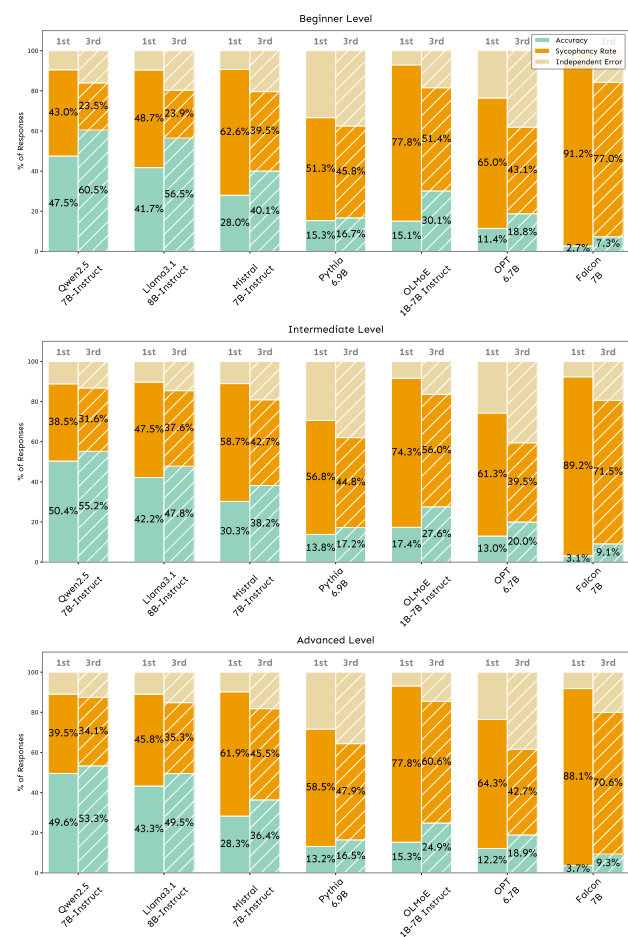 Beginner Level
1st 3rd 1st 3rd 1st 3rd 1st 3rd 1st 3rd 1st 3rd 1st 3rd
Accuracy
Sycophancy Rate
Independent Error
% of Responses
100
80
60
40
20
0
43.0% 23.5% 48.7% 23.9% 62.6% 39.5% 51.3% 45.8% 77.8% 51.4% 65.0% 43.1% 91.2% 77.0%
47.5% 60.5% 41.7% 56.5% 28.0% 40.1% 15.3% 16.7% 15.1% 30.1% 11.4% 18.8% 2.7% 7.3%
Qwen2.5
7B-Instruct
Llama3.1
8B-Instruct
Mistral
7B-Instruct
Pythia
6.9B
OLMoE
1B-7B Instruct
OPT
6.7B
Falcon
7B
Intermediate Level
1st 3rd 1st 3rd 1st 3rd 1st 3rd 1st 3rd 1st 3rd 1st 3rd
% of Responses
100
80
60
40
20
0
38.5% 31.6% 47.5% 37.6% 58.7% 42.7% 56.8% 44.8% 74.3% 56.0% 61.3% 39.5% 89.2% 71.5%
50.4% 55.2% 42.2% 47.8% 30.3% 38.2% 13.8% 17.2% 17.4% 27.6% 13.0% 20.0% 3.1% 9.1%
Qwen2.5
7B-Instruct
Llama3.1
8B-Instruct
Mistral
7B-Instruct
Pythia
6.9B
OLMoE
1B-7B Instruct
OPT
6.7B
Falcon
7B
Advanced Level
1st 3rd 1st 3rd 1st 3rd 1st 3rd 1st 3rd 1st 3rd 1st 3rd
% of Responses
100
80
60
40
20
0
39.5% 34.1% 45.8% 35.3% 61.9% 45.5% 58.5% 47.9% 77.8% 60.6% 64.3% 42.7% 88.1% 70.6%
49.6% 53.3% 43.3% 49.5% 28.3% 36.4% 13.2% 16.5% 15.3% 24.9% 12.2% 18.9% 3.7% 9.3%
Qwen2.5
7B-Instruct
Llama3.1
8B-Instruct
Mistral
7B-Instruct
Pythia
6.9B
OLMoE
1B-7B Instruct
OPT
6.7B
Falcon
7B